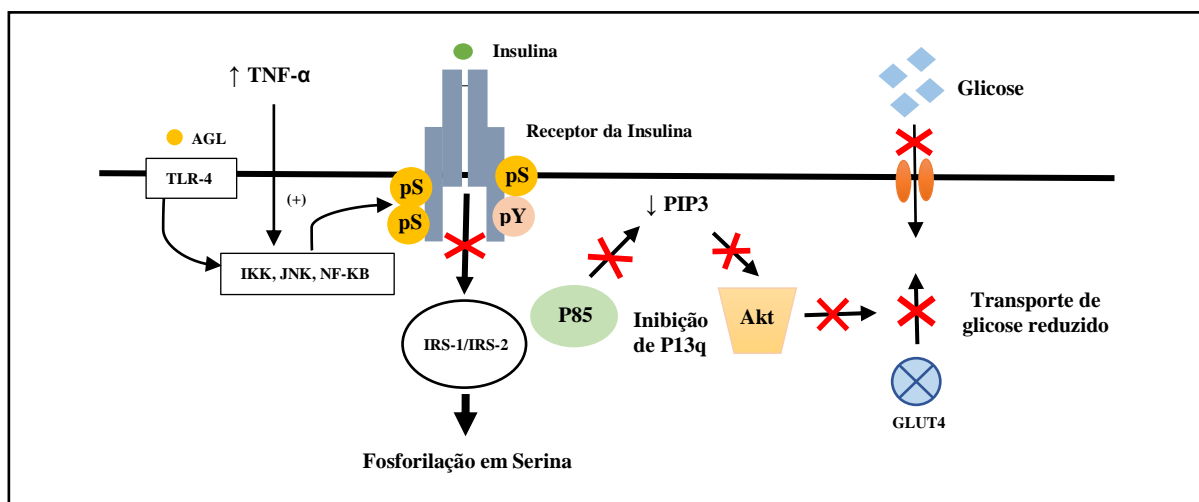 Insulina
↑ TNF-α
Glicose
Receptor da Insulina
AGL
TLR-4
pS
pS
pS
pY
(+)
↓ PIP3
IKK, JNK, NF-KB
P85
Inibição
de P13q
Akt
Transporte de
glicose reduzido
IRS-1/IRS-2
GLUT4
Fosforilação em Serina